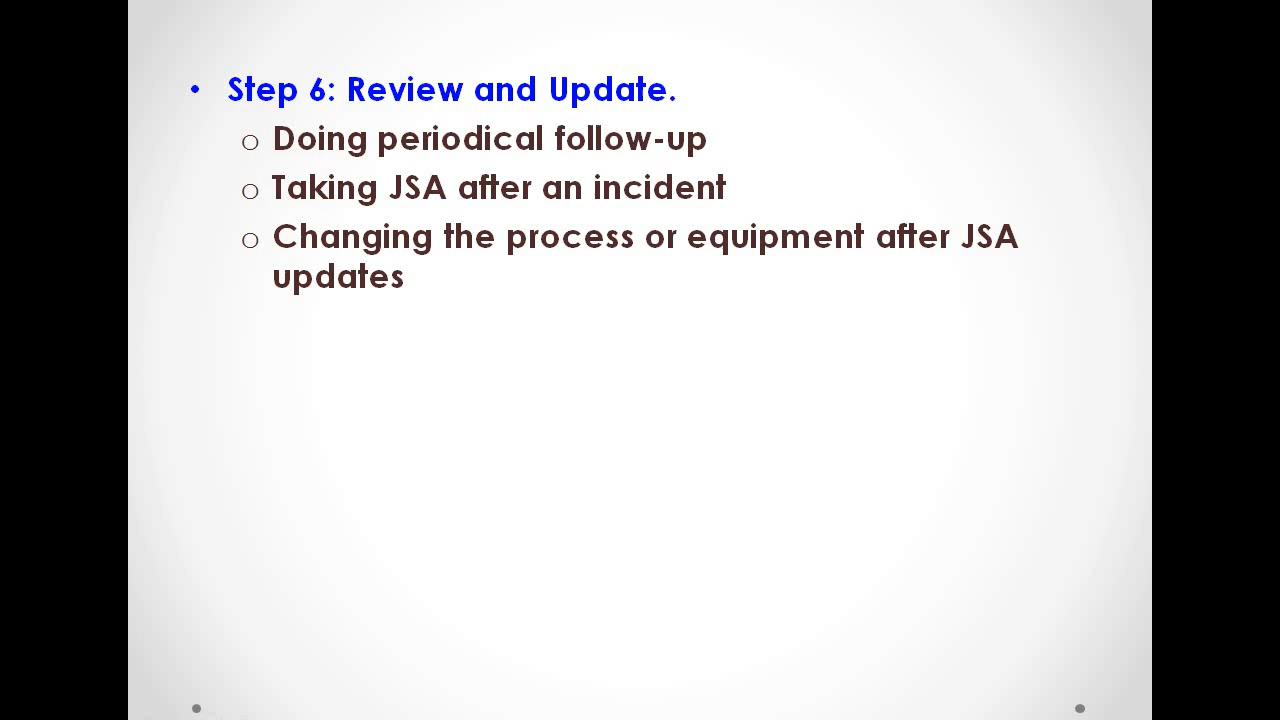 • Step 6: Review and Update.
o Doing periodical follow-up
o Taking JSA after an incident
o Changing the process or equipment after JSA
updates